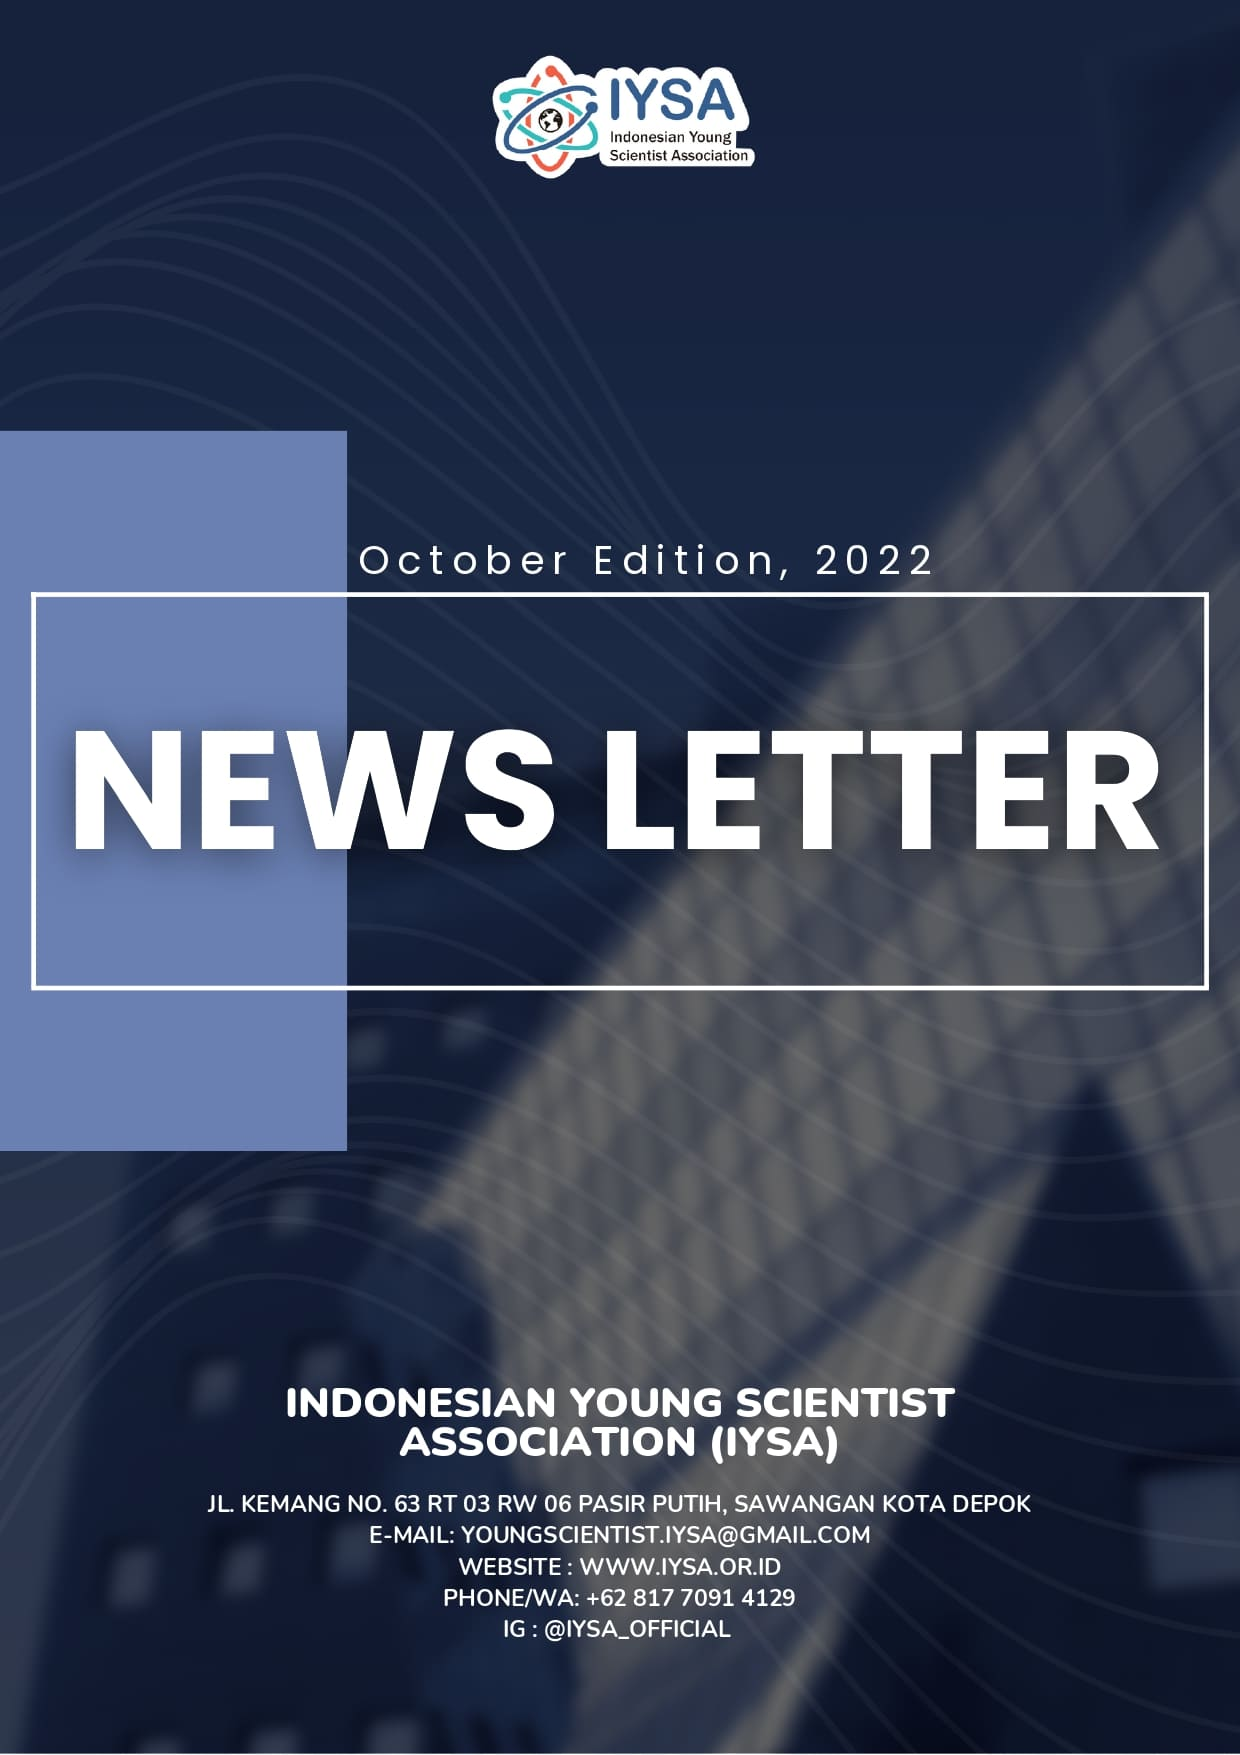 IYSA
Indonesian Young
Scientist Association
October Edition, 2022
NEWS LETTER
INDONESIAN YOUNG SCIENTIST
ASSOCIATION (IYSA)
JL. KEMANG NO. 63 RT 03 RW 06 PASIR PUTIH, SAWANGAN KOTA DEPOK
E-MAIL: YOUNGSCIENTIST.IYSA@GMAIL.COM
WEBSITE : WWW.IYSA.OR.ID
PHONE/WA: +62 817 7091 4129
IG : @IYSA_OFFICIAL